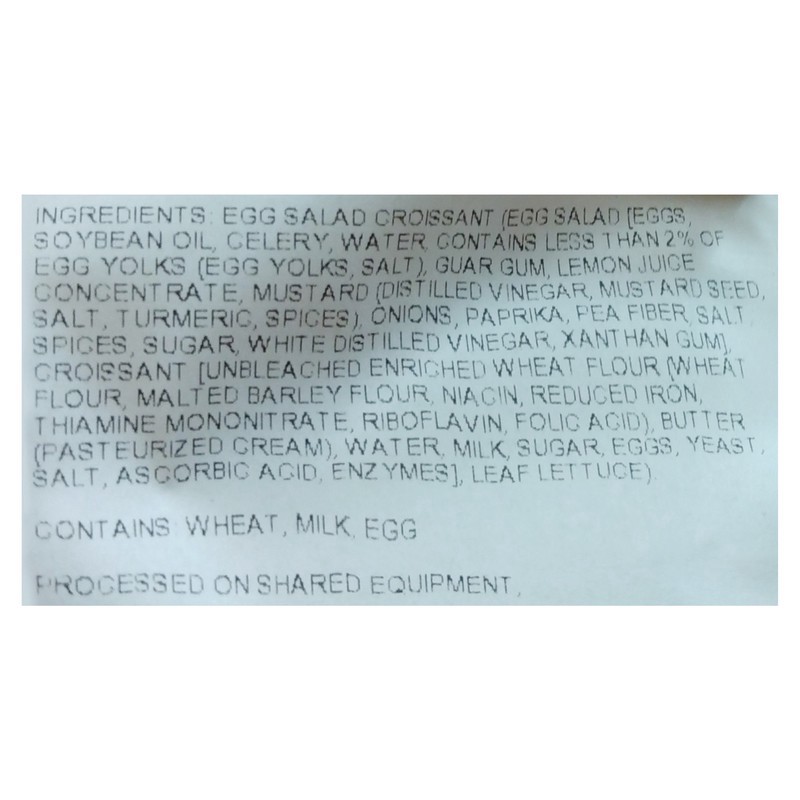 INGREDIENTS: EGG SALAD CROISSANT (EGG SALAD [EGGS,
SOYBEAN OIL, CELERY, WATER, CONTAINS LESS THAN 2% OF
EGG YOLKS (EGG YOLKS, SALT), GUAR GUM, LEMON JUICE
CONCENTRATE, MUSTARD (DISTILLED VINEGAR, MUSTARD SEED,
SALT, TURMERIC, SPICES), ONIONS, PAPRIKA, PEA FIBER, SALT,
SPICES, SUGAR, WHITE DISTILLED VINEGAR, XANTHAN GUM],
CROISSANT [UNBLEACHED ENRICHED WHEAT FLOUR (WHEAT
FLOUR, MALTED BARLEY FLOUR, NIACIN, REDUCED IRON,
THIAMINE MONONITRATE, RIBOFLAVIN, FOLIC ACID), BUTTER
(PASTEURIZED CREAM), WATER, MILK, SUGAR, EGGS, YEAST,
SALT, ASCORBIC ACID, ENZYMES], LEAF LETTUCE).
CONTAINS: WHEAT, MILK, EGG
PROCESSED ON SHARED EQUIPMENT,